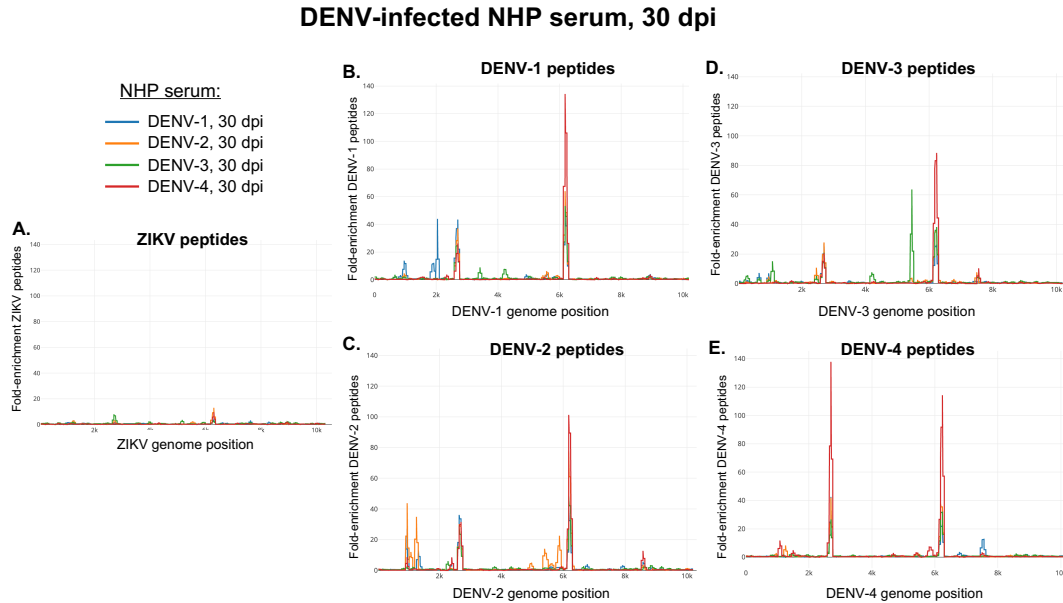 DENV-infected NHP serum, 30 dpi
NHP serum:
DENV-1, 30 dpi
DENV-2, 30 dpi
DENV-3, 30 dpi
DENV-4, 30 dpi
A.
ZIKV peptides
Fold-enrichment ZIKV peptides
140
120
100
80
60
40
20
0
2k
4k
6k
8k
10k
ZIKV genome position
B.
DENV-1 peptides
Fold-enrichment DENV-1 peptides
140
120
100
80
60
40
20
0
0
2k
4k
6k
8k
10k
DENV-1 genome position
C.
DENV-2 peptides
Fold-enrichment DENV-2 peptides
140
120
100
80
60
40
20
0
2k
4k
6k
8k
10k
DENV-2 genome position
D.
DENV-3 peptides
Fold-enrichment DENV-3 peptides
140
120
100
80
60
40
20
0
2k
4k
6k
8k
10k
DENV-3 genome position
E.
DENV-4 peptides
Fold-enrichment DENV-4 peptides
140
120
100
80
60
40
20
0
0
2k
4k
6k
8k
10k
DENV-4 genome position